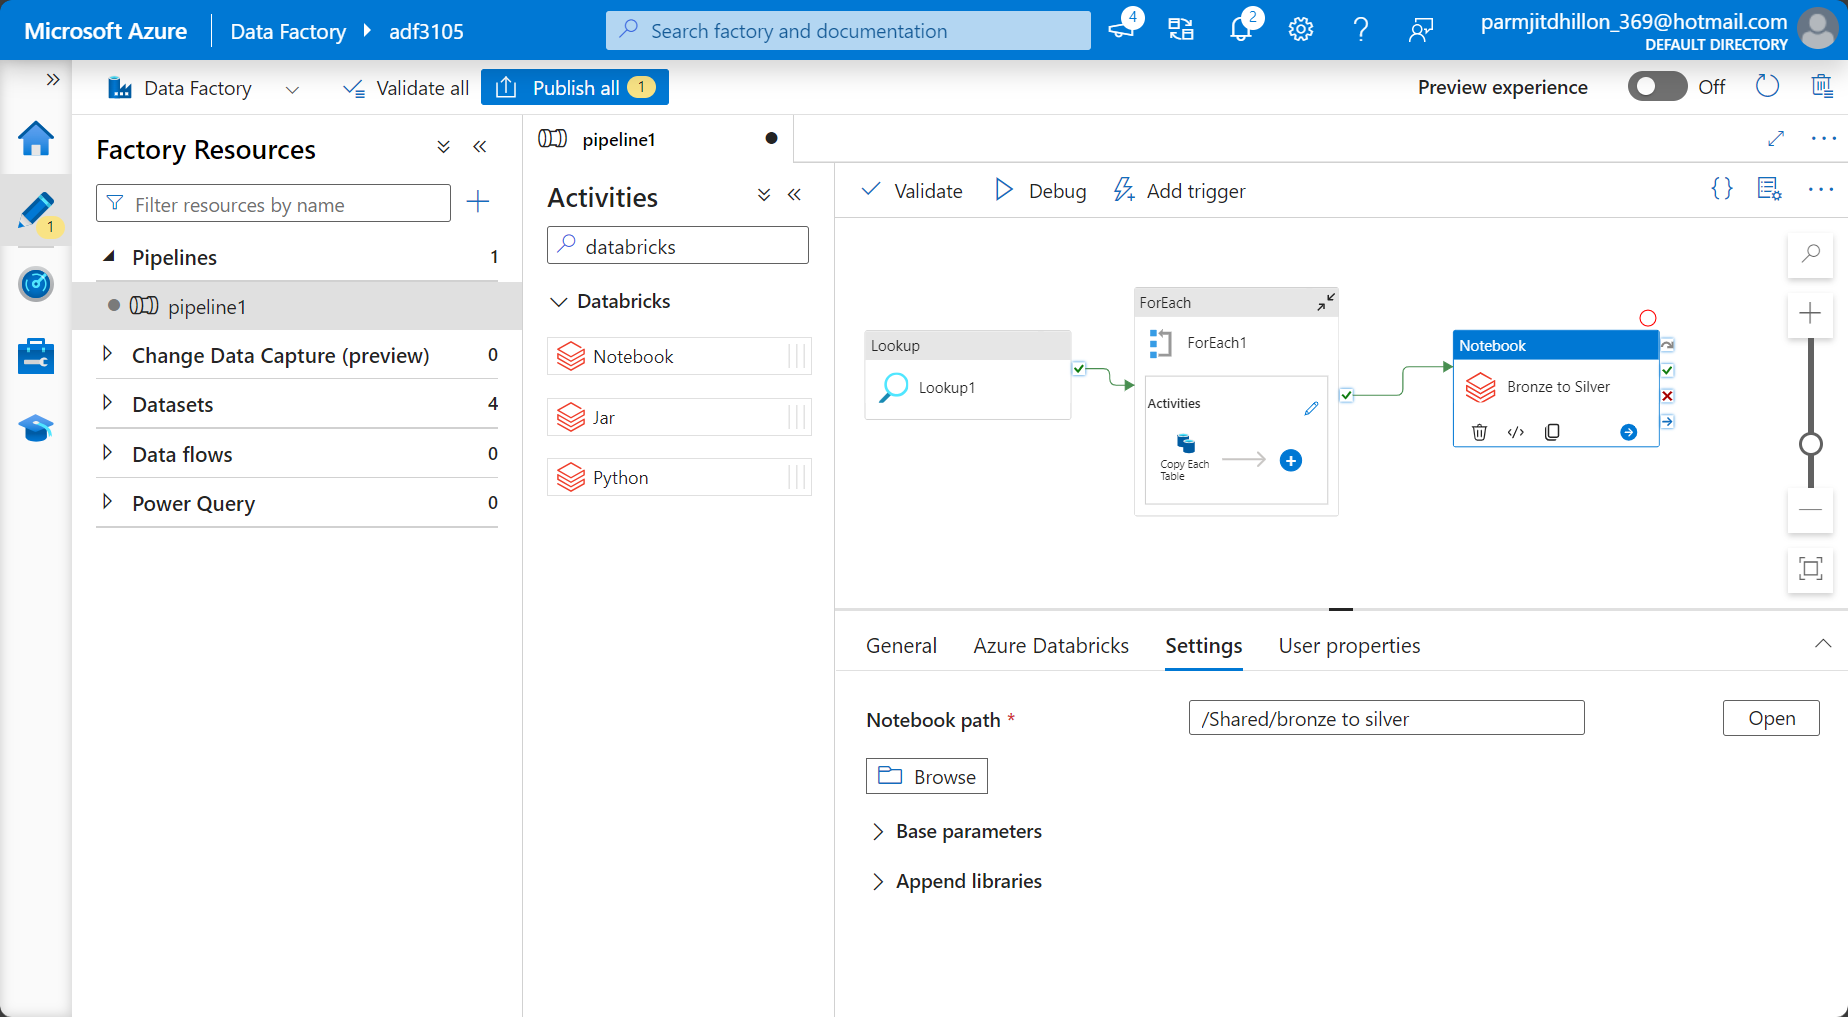 Microsoft Azure
Data Factory
adf3105
Search factory and documentation
4
2
parmjitdhillon_369@hotmail.com
DEFAULT DIRECTORY
Data Factory
Validate all
Publish all
1
Preview experience
Off
1
Factory Resources
Filter resources by name
Pipelines
1
pipeline1
Change Data Capture (preview)
0
Datasets
4
Data flows
0
Power Query
0
pipeline1
Activities
databricks
Databricks
Notebook
Jar
Python
Validate
Debug
Add trigger
Lookup
Lookup1
ForEach
ForEach1
Activities
Copy Each
Table
Notebook
Bronze to Silver
General
Azure Databricks
Settings
User properties
Notebook path *
/Shared/bronze to silver
Open
Browse
Base parameters
Append libraries